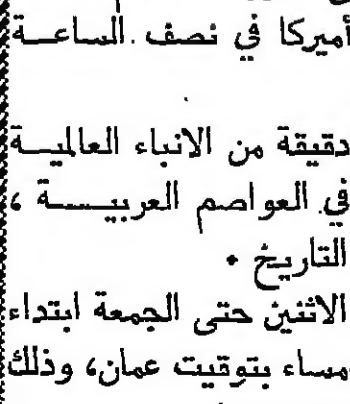 أميركا في نصف الساعة
دقيقة من الانباء العالمية
في العواصم العربية ،
التاريخ .
الاثنين حتى الجمعة ابتداء
مساء بتوقيت عمان، وذلك